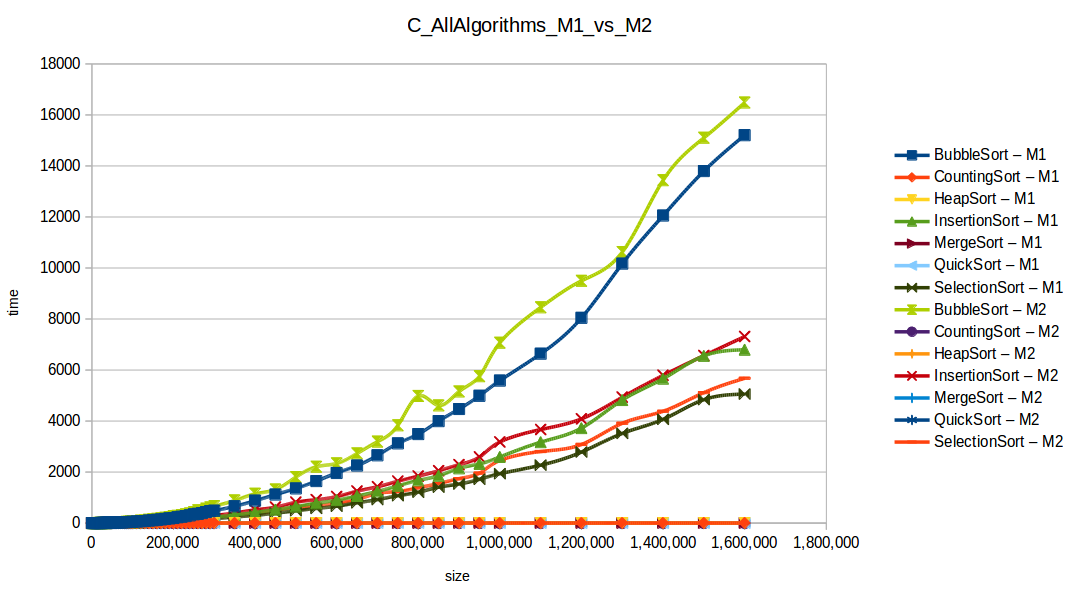 C_AllAlgorithms_M1_vs_M2
18000
16000
14000
12000
10000
8000
6000
4000
2000
0
time
0 200,000 400,000 600,000 800,000 1,000,000 1,200,000 1,400,000 1,600,000 1,800,000
size
BubbleSort – M1
CountingSort – M1
HeapSort – M1
InsertionSort – M1
MergeSort – M1
QuickSort – M1
SelectionSort – M1
BubbleSort – M2
CountingSort – M2
HeapSort – M2
InsertionSort – M2
MergeSort – M2
QuickSort – M2
SelectionSort – M2